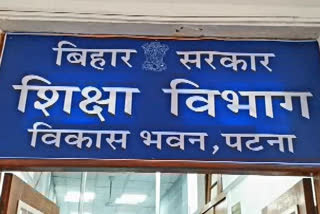 बिहार सरकार
शिक्षा विभाग
विकास भवन, पटना